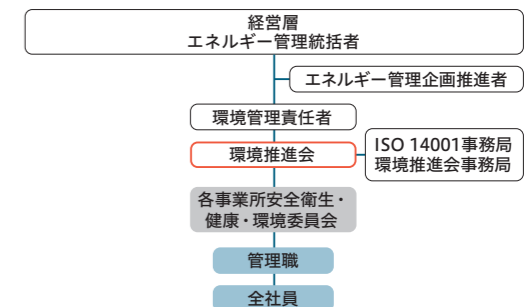 経営層
エネルギー管理統括者
エネルギー管理企画推進者
環境管理責任者
環境推進会
ISO 14001事務局
環境推進会事務局
各事業所安全衛生・
健康・環境委員会
管理職
全社員